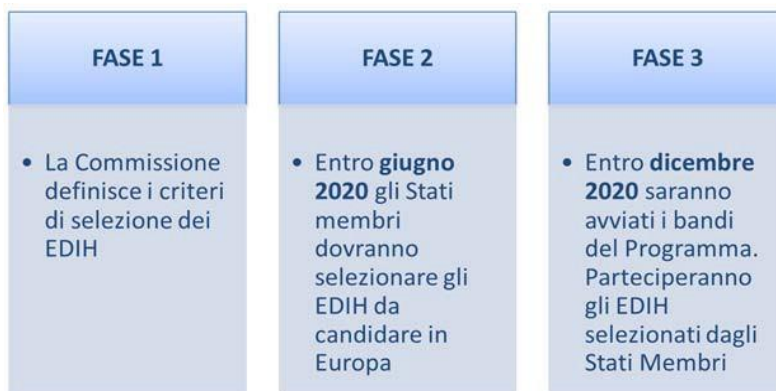 FASE 1
• La Commissione
definisce i criteri
di selezione dei
EDIH
FASE 2
• Entro giugno
2020 gli Stati
membri
dovranno
selezionare gli
EDIH da
candidare in
Europa
FASE 3
• Entro dicembre
2020 saranno
avviati i bandi
del Programma.
Parteciperanno
gli EDIH
selezionati dagli
Stati Membri